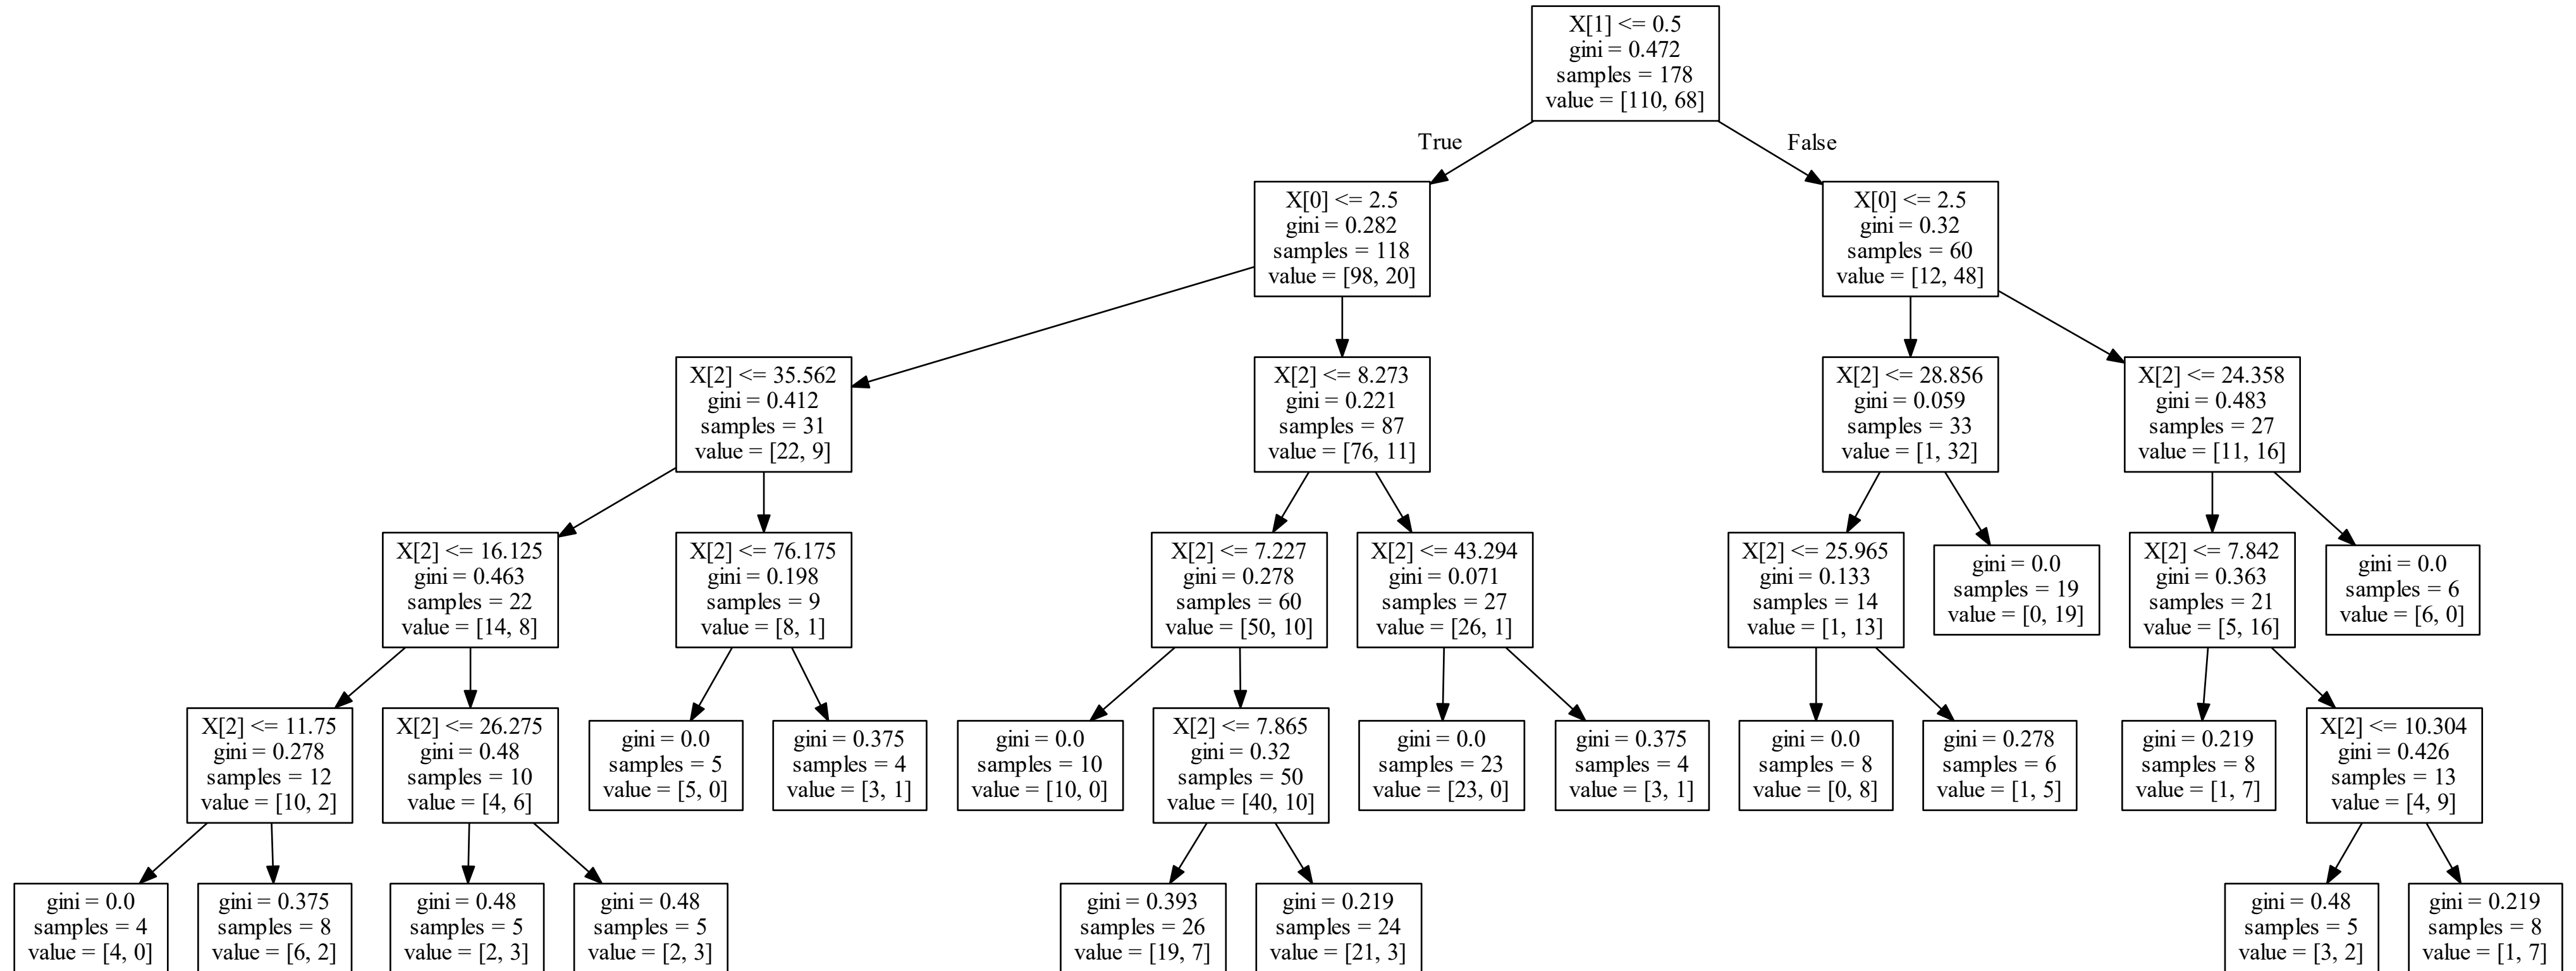 X[1] <= 0.5
gini = 0.472
samples = 178
value = [110, 68]
True
False
X[0] <= 2.5
gini = 0.282
samples = 118
value = [98, 20]
X[0] <= 2.5
gini = 0.32
samples = 60
value = [12, 48]
X[2] <= 35.562
gini = 0.412
samples = 31
value = [22, 9]
X[2] <= 8.273
gini = 0.221
samples = 87
value = [76, 11]
X[2] <= 28.856
gini = 0.059
samples = 33
value = [1, 32]
X[2] <= 24.358
gini = 0.483
samples = 27
value = [11, 16]
X[2] <= 16.125
gini = 0.463
samples = 22
value = [14, 8]
X[2] <= 76.175
gini = 0.198
samples = 9
value = [8, 1]
X[2] <= 7.227
gini = 0.278
samples = 60
value = [50, 10]
X[2] <= 43.294
gini = 0.071
samples = 27
value = [26, 1]
X[2] <= 25.965
gini = 0.133
samples = 14
value = [1, 13]
gini = 0.0
samples = 19
value = [0, 19]
X[2] <= 7.842
gini = 0.363
samples = 21
value = [5, 16]
gini = 0.0
samples = 6
value = [6, 0]
X[2] <= 11.75
gini = 0.278
samples = 12
value = [10, 2]
X[2] <= 26.275
gini = 0.48
samples = 10
value = [4, 6]
gini = 0.0
samples = 5
value = [5, 0]
gini = 0.375
samples = 4
value = [3, 1]
gini = 0.0
samples = 10
value = [10, 0]
X[2] <= 7.865
gini = 0.32
samples = 50
value = [40, 10]
gini = 0.0
samples = 23
value = [23, 0]
gini = 0.375
samples = 4
value = [3, 1]
gini = 0.0
samples = 8
value = [0, 8]
gini = 0.278
samples = 6
value = [1, 5]
gini = 0.219
samples = 8
value = [1, 7]
X[2] <= 10.304
gini = 0.426
samples = 13
value = [4, 9]
gini = 0.0
samples = 4
value = [4, 0]
gini = 0.375
samples = 8
value = [6, 2]
gini = 0.48
samples = 5
value = [2, 3]
gini = 0.48
samples = 5
value = [2, 3]
gini = 0.393
samples = 26
value = [19, 7]
gini = 0.219
samples = 24
value = [21, 3]
gini = 0.48
samples = 5
value = [3, 2]
gini = 0.219
samples = 8
value = [1, 7]